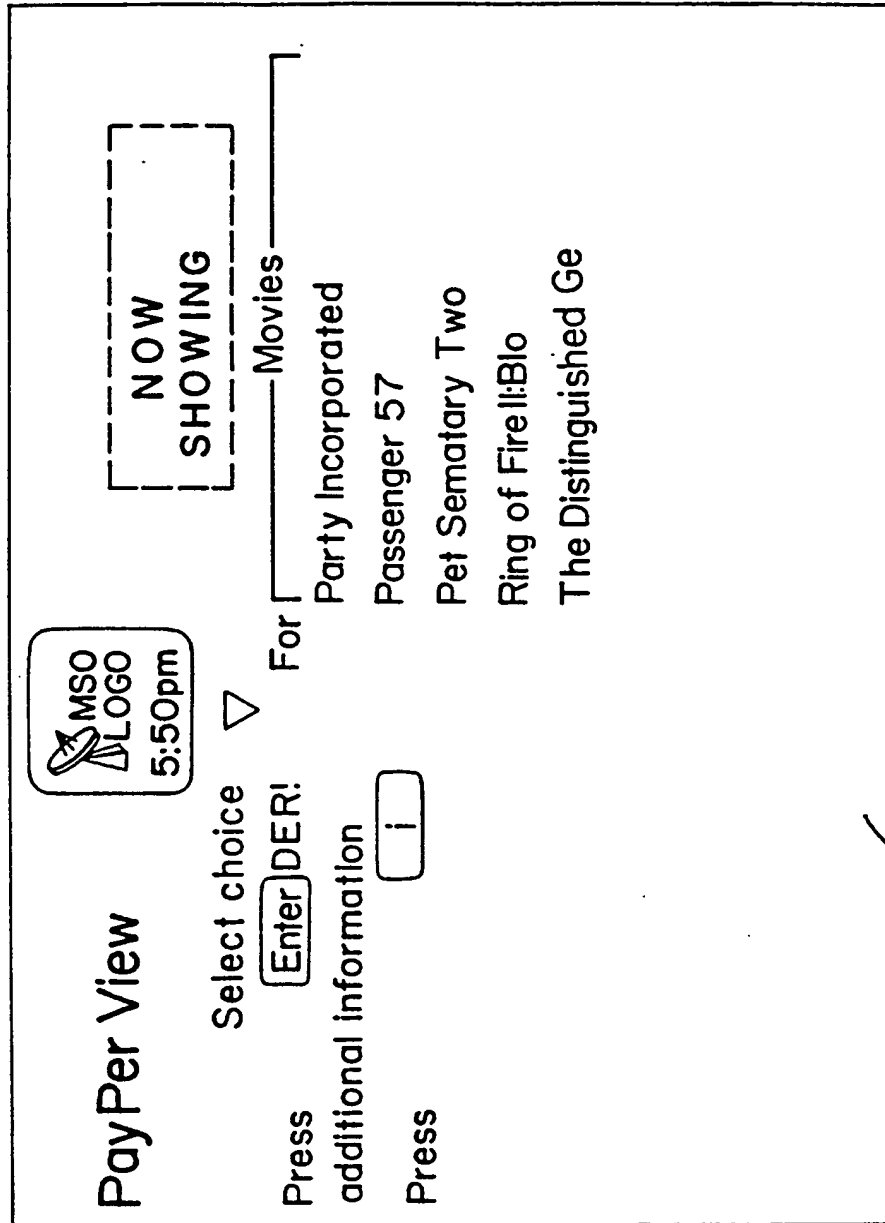 PayPer View
MSO
LOGO
5:50pm
NOW
SHOWING
Select choice
Press Enter DER! For
additional information
Press i
Movies
Party Incorporated
Passenger 57
Pet Sematary Two
Ring of Fire II:Blo
The Distinguished Ge